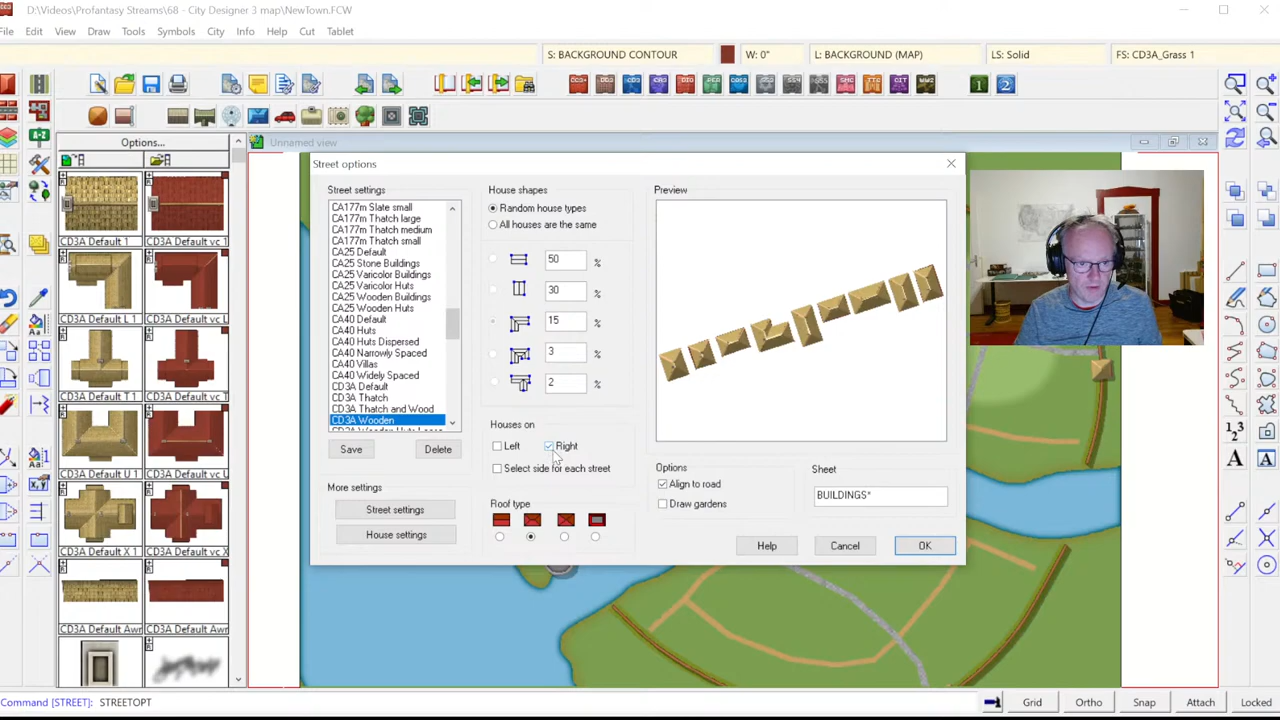 D:\Videos\Profantasy Streams\68 - City Designer 3 map\NewTown.FCW
File Edit View Draw Tools Symbols City Info Help Cut Tablet
S: BACKGROUND CONTOUR W: 0" L: BACKGROUND (MAP) LS: Solid FS: CD3A_Grass 1
Options... Unnamed view
CD3A Default 1 CD3A Default vc 1
CD3A Default L 1 CD3A Default vc L
CD3A Default T 1 CD3A Default vc T
CD3A Default U 1 CD3A Default vc U
CD3A Default X 1 CD3A Default vc X
CD3A Default Awr CD3A Default Awr
Street options
Street settings
CA177m Slate small
CA177m Thatch large
CA177m Thatch medium
CA177m Thatch small
CA25 Default
CA25 Stone Buildings
CA25 Varicolor Buildings
CA25 Varicolor Huts
CA25 Wooden Buildings
CA25 Wooden Huts
CA40 Default
CA40 Huts
CA40 Huts Dispersed
CA40 Narrowly Spaced
CA40 Villas
CA40 Widely Spaced
CD3A Default
CD3A Thatch
CD3A Thatch and Wood
CD3A Wooden
Save Delete
More settings
Street settings
House settings
House shapes
Random house types
All houses are the same
50 %
30 %
15 %
3 %
2 %
Houses on
Left Right
Select side for each street
Roof type
Preview
Options
Align to road
Draw gardens
Sheet
BUILDINGS*
Help Cancel OK
Command [STREET]: STREETOPT
Grid Ortho Snap Attach Locked